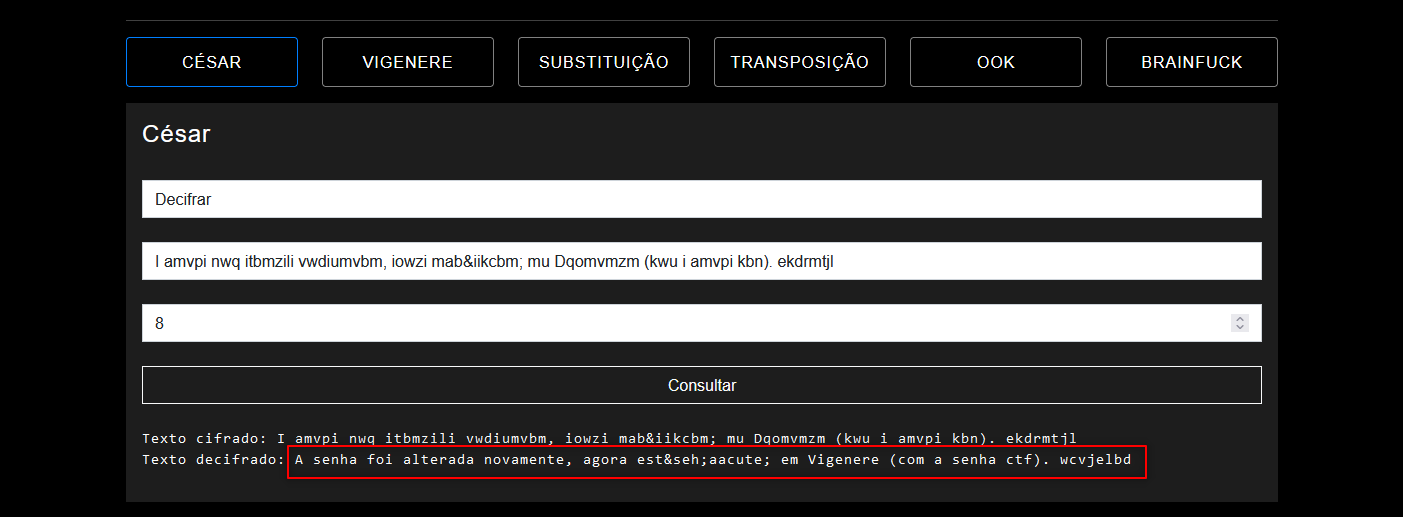 CÉSAR VIGENERE SUBSTITUIÇÃO TRANSPOSIÇÃO OOK BRAINFUCK
César
Decifrar
I amvpi nwq itbmzili vwdiumvbm, iowzi mab&iikcbm; mu Dqomvmzm (kwu i amvpi kbn). ekdrmtjl
8
Consultar
Texto cifrado: I amvpi nwq itbmzili vwdiumvbm, iowzi mab&iikcbm; mu Dqomvmzm (kwu i amvpi kbn). ekdrmtjl
Texto decifrado: A senha foi alterada novamente, agora est&seh;aacute; em Vigenere (com a senha ctf). wcvjelbd